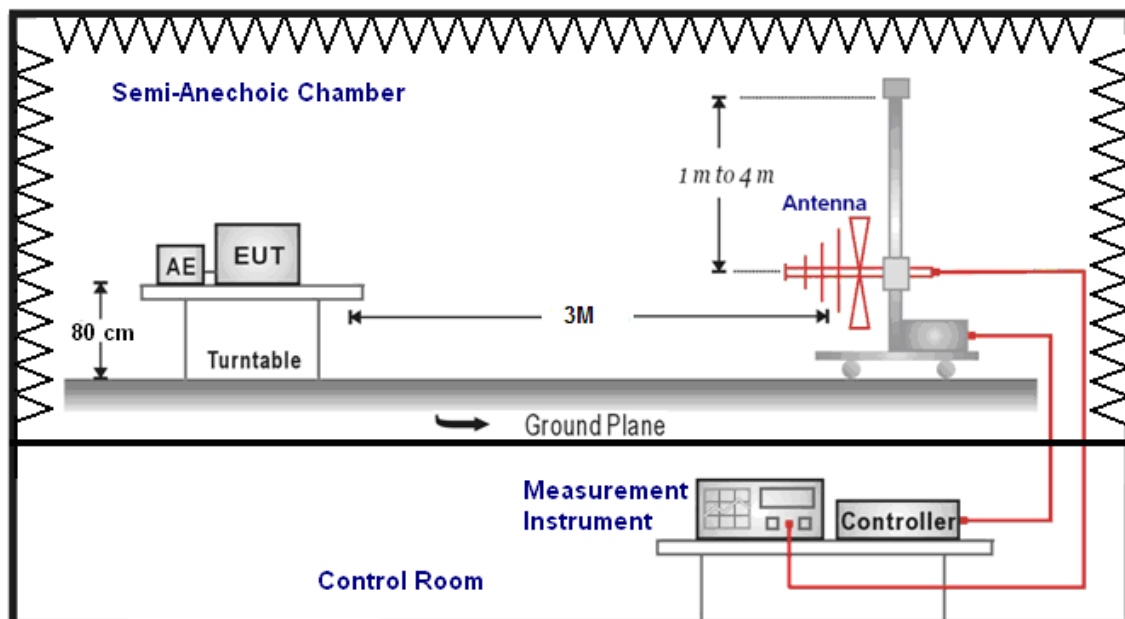 Semi-Anechoic Chamber
1 m to 4 m
Antenna
AE
EUT
80 cm
3M
Turntable
Ground Plane
Measurement
Instrument
Controller
Control Room